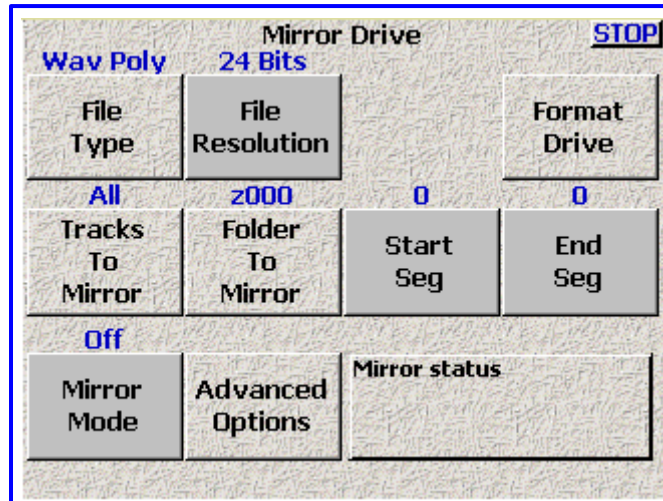 Mirror Drive
STOP
Wav Poly
24 Bits
File
Type
File
Resolution
Format
Drive
All
z000
0
0
Tracks
To
Mirror
Folder
To
Mirror
Start
Seg
End
Seg
Off
Mirror
Mode
Advanced
Options
Mirror status